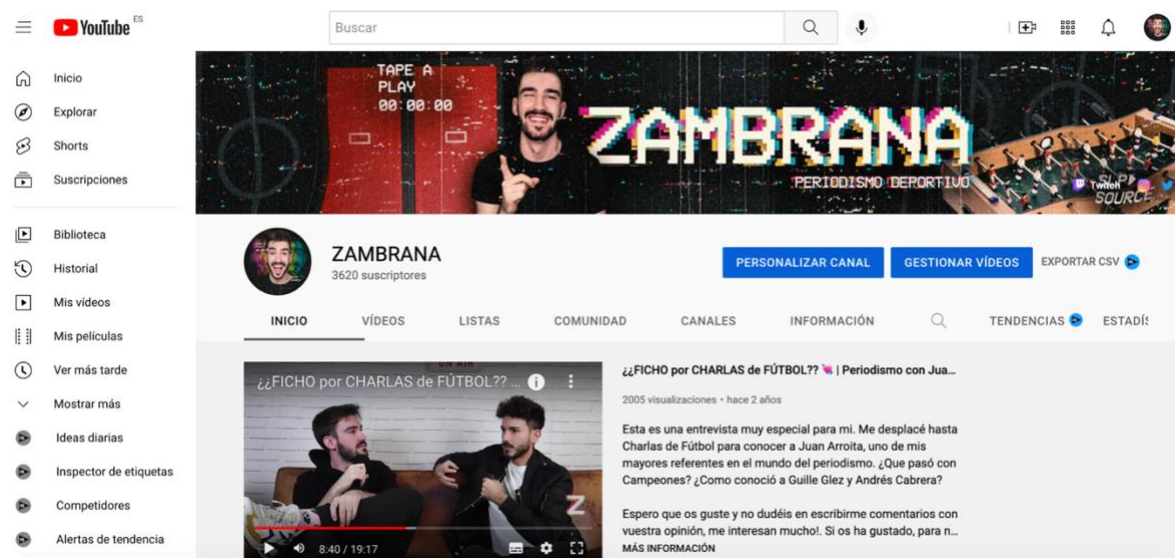 YouTube ES
Buscar
Inicio
Explorar
Shorts
Suscripciones
Biblioteca
Historial
Mis vídeos
Mis películas
Ver más tarde
Mostrar más
Ideas diarias
Inspector de etiquetas
Competidores
Alertas de tendencia
TAPE A
PLAY
00:00:00
ZAMBRANA
PERIODISMO DEPORTIVO
SLP
SOURCE
Twitch
ZAMBRANA
3620 suscriptores
PERSONALIZAR CANAL
GESTIONAR VÍDEOS
EXPORTAR CSV
INICIO
VÍDEOS
LISTAS
COMUNIDAD
CANALES
INFORMACIÓN
TENDENCIAS
ESTADÍS
ON AIR
¿¿FICHO por CHARLAS de FÚTBOL?? ...
Z
8:40 / 19:17
¿¿FICHO por CHARLAS de FÚTBOL?? 💘 | Periodismo con Jua...
2005 visualizaciones • hace 2 años
Esta es una entrevista muy especial para mi. Me desplacé hasta
Charlas de Fútbol para conocer a Juan Arroita, uno de mis
mayores referentes en el mundo del periodismo. ¿Que pasó con
Campeones? ¿Como conoció a Guille Glez y Andrés Cabrera?
Espero que os guste y no dudéis en escribirme comentarios con
vuestra opinión, me interesan mucho!. Si os ha gustado, para n...
MÁS INFORMACIÓN